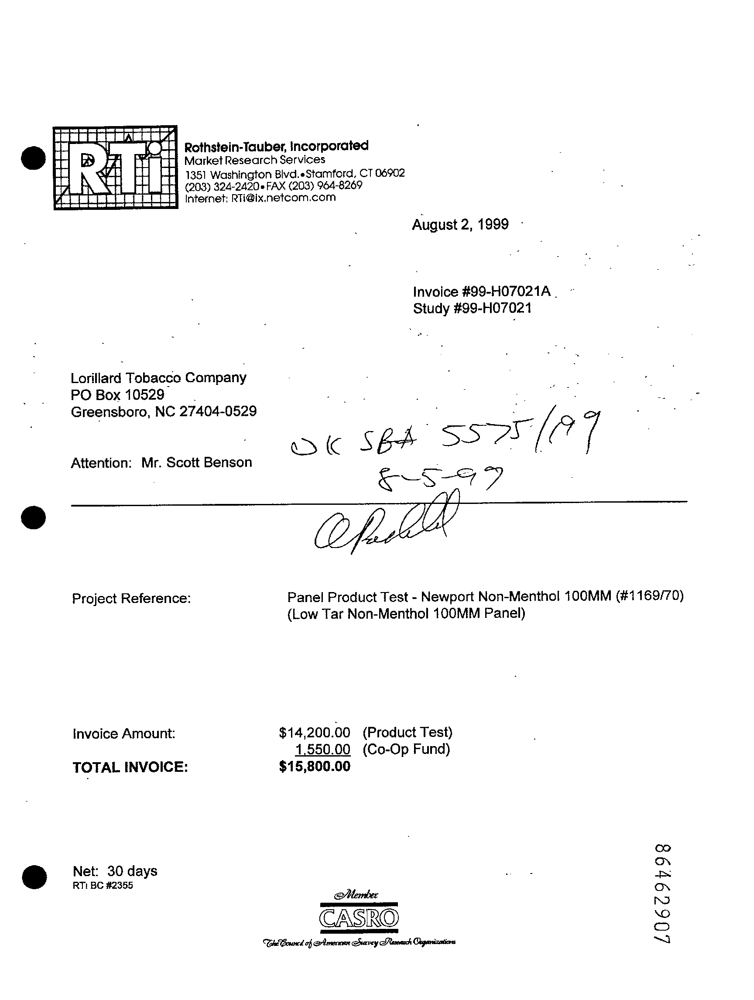 RTi
Rothstein-Tauber, Incorporated
Market Research Services
1351 Washington Blvd.•Stamford, CT 06902
(203) 324-2420•FAX (203) 964-8269
Internet: RTi@ix.netcom.com
August 2, 1999
Invoice #99-H07021A
Study #99-H07021
Lorillard Tobacco Company
PO Box 10529
Greensboro, NC 27404-0529
OK SBA 5575/199
Attention: Mr. Scott Benson
8-5-99
Project Reference: Panel Product Test - Newport Non-Menthol 100MM (#1169/70)
(Low Tar Non-Menthol 100MM Panel)
Invoice Amount: $14,200.00 (Product Test)
1,550.00 (Co-Op Fund)
TOTAL INVOICE: $15,800.00
Net: 30 days
RTi BC #2355
Member
CASRO
The Council of American Survey Research Organizations
86462907